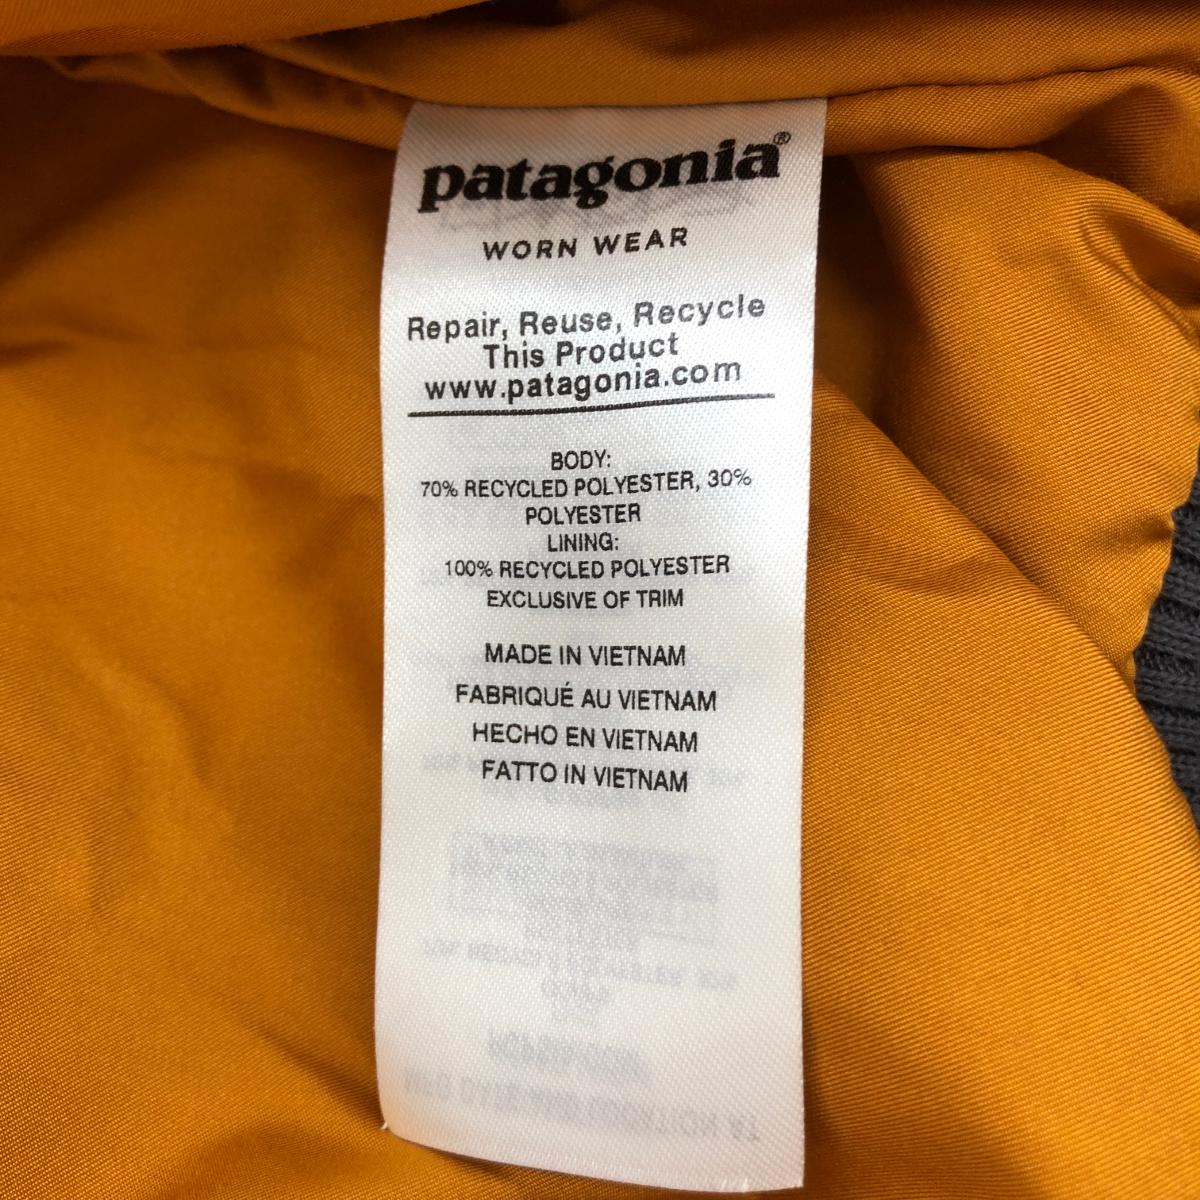 patagonia®
WORN WEAR
Repair, Reuse, Recycle
This Product
www.patagonia.com
BODY:
70% RECYCLED POLYESTER, 30%
POLYESTER
LINING:
100% RECYCLED POLYESTER
EXCLUSIVE OF TRIM
MADE IN VIETNAM
FABRIQUÉ AU VIETNAM
HECHO EN VIETNAM
FATTO IN VIETNAM